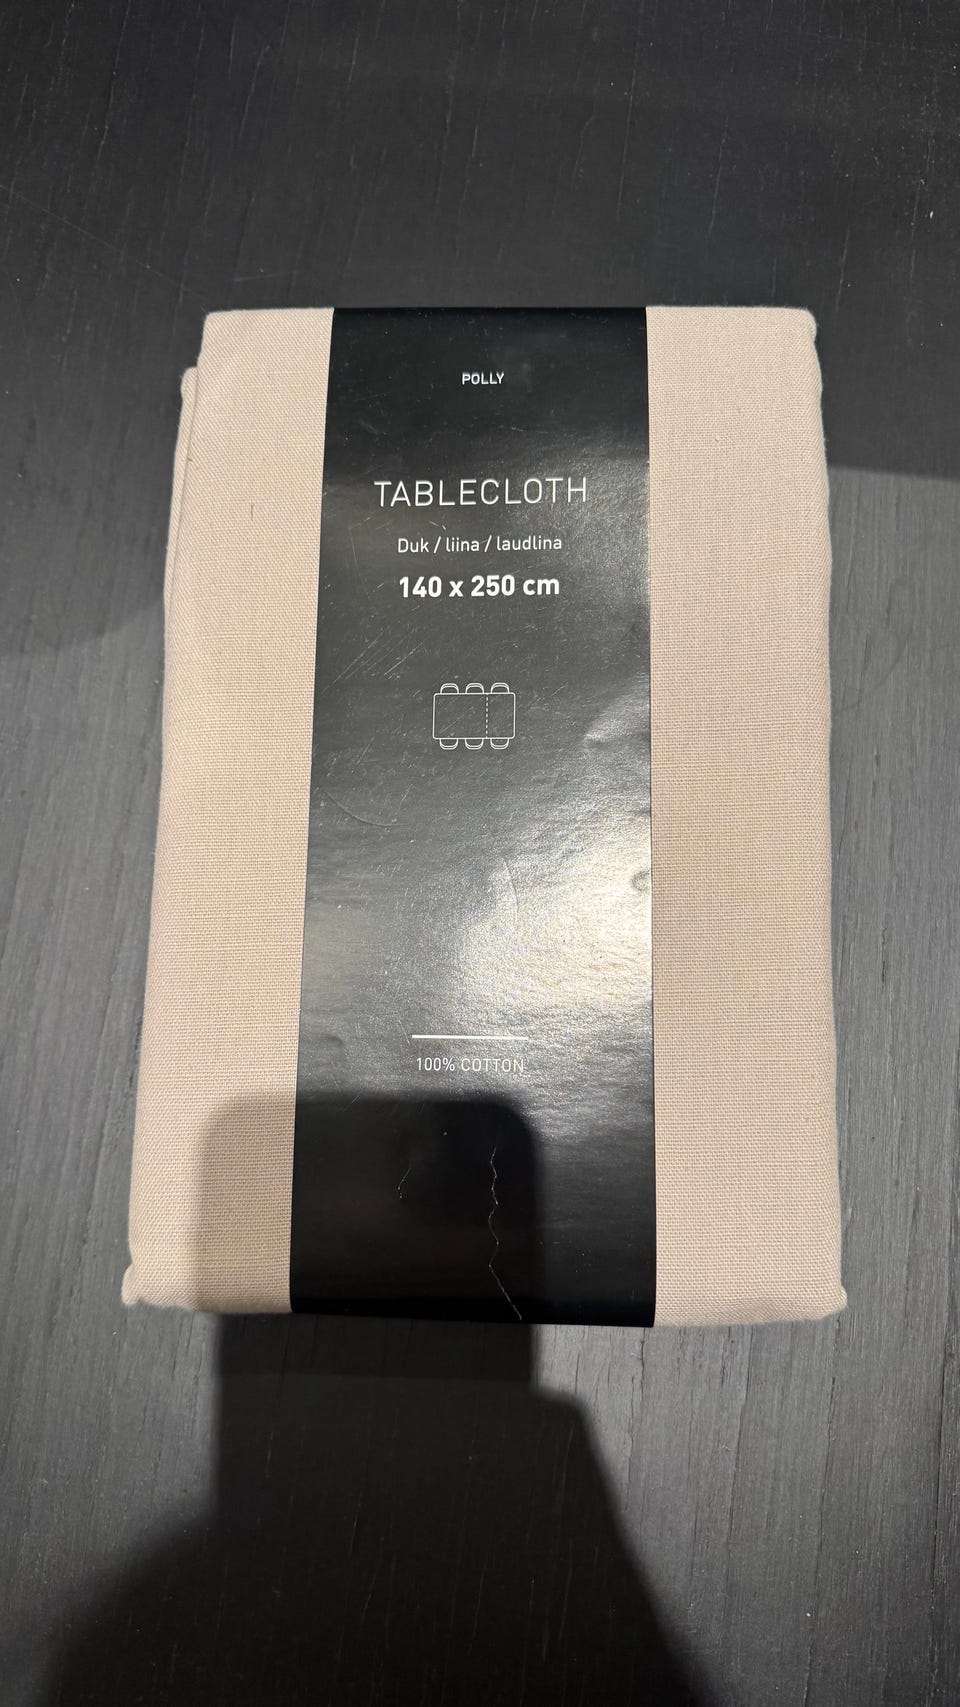 POLLY
TABLECLOTH
Duk / liina / laudlina
140 x 250 cm
100% COTTON